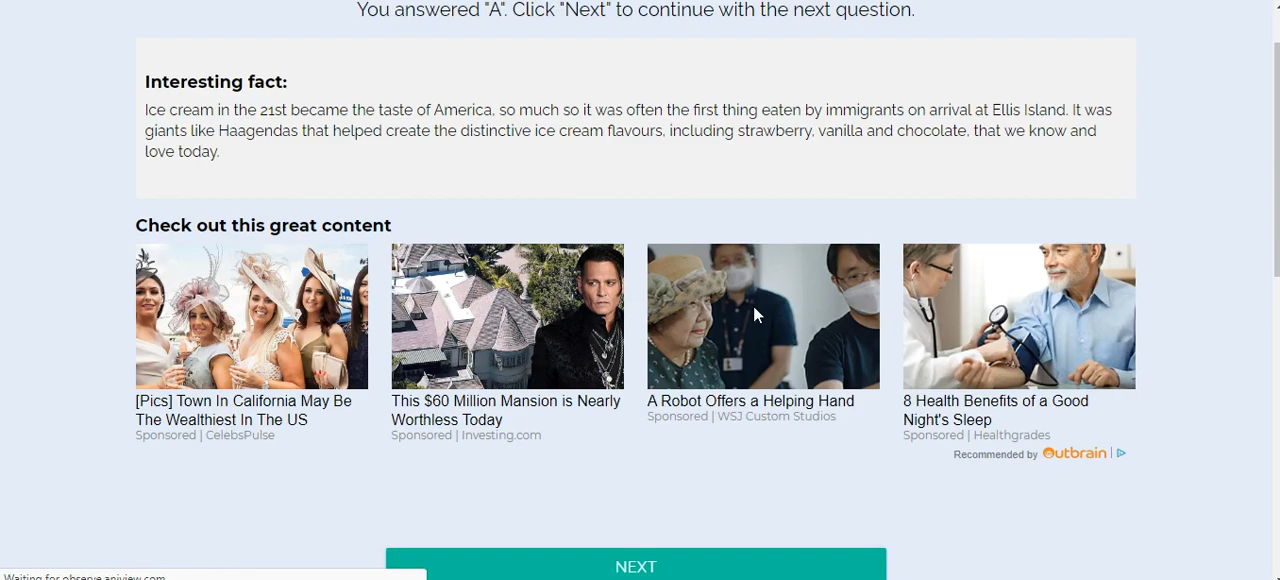 You answered "A". Click "Next" to continue with the next question.
Interesting fact:
Ice cream in the 21st became the taste of America, so much so it was often the first thing eaten by immigrants on arrival at Ellis Island. It was
giants like Haagendas that helped create the distinctive ice cream flavours, including strawberry, vanilla and chocolate, that we know and
love today.
Check out this great content
[Pics] Town In California May Be
The Wealthiest In The US
Sponsored | CelebsPulse
This $60 Million Mansion is Nearly
Worthless Today
Sponsored | Investing.com
A Robot Offers a Helping Hand
Sponsored | WSJ Custom Studios
8 Health Benefits of a Good
Night's Sleep
Sponsored | Healthgrades
Recommended by Outbrain |
NEXT
Waiting for observe.aniview.com